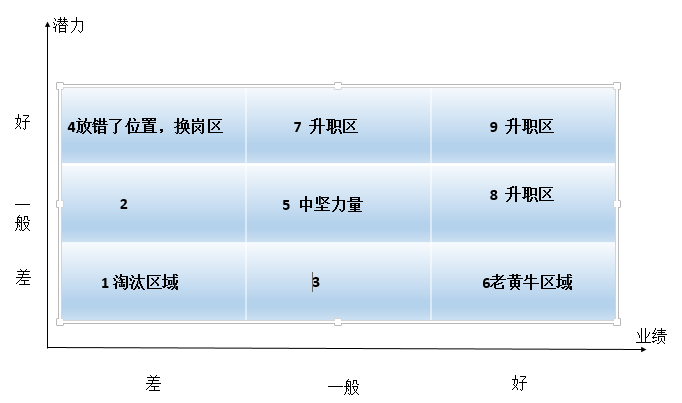 潜力
好
4放错了位置，换岗区
7 升职区
9 升职区
一般
2
5 中坚力量
8 升职区
差
1 淘汰区域
3
6老黄牛区域
业绩
差
一般
好